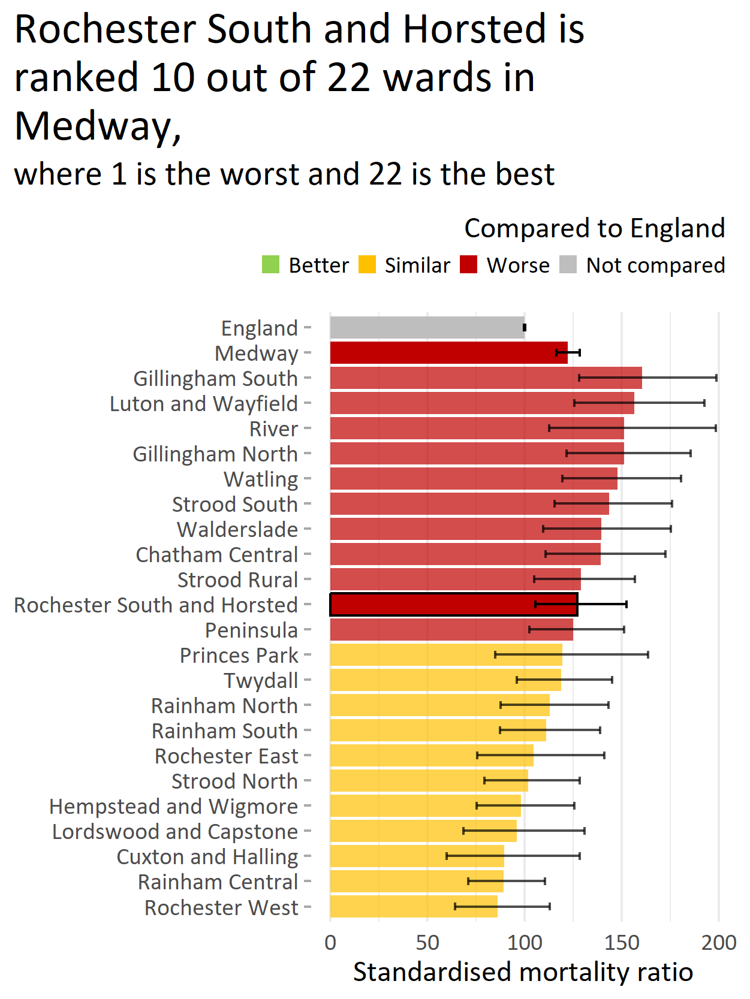 Rochester South and Horsted is
ranked 10 out of 22 wards in
Medway,
where 1 is the worst and 22 is the best
Compared to England
Better Similar Worse Not compared
England
Medway
Gillingham South
Luton and Wayfield
River
Gillingham North
Watling
Strood South
Walderslade
Chatham Central
Strood Rural
Rochester South and Horsted
Peninsula
Princes Park
Twydall
Rainham North
Rainham South
Rochester East
Strood North
Hempstead and Wigmore
Lordswood and Capstone
Cuxton and Halling
Rainham Central
Rochester West
0 50 100 150 200
Standardised mortality ratio